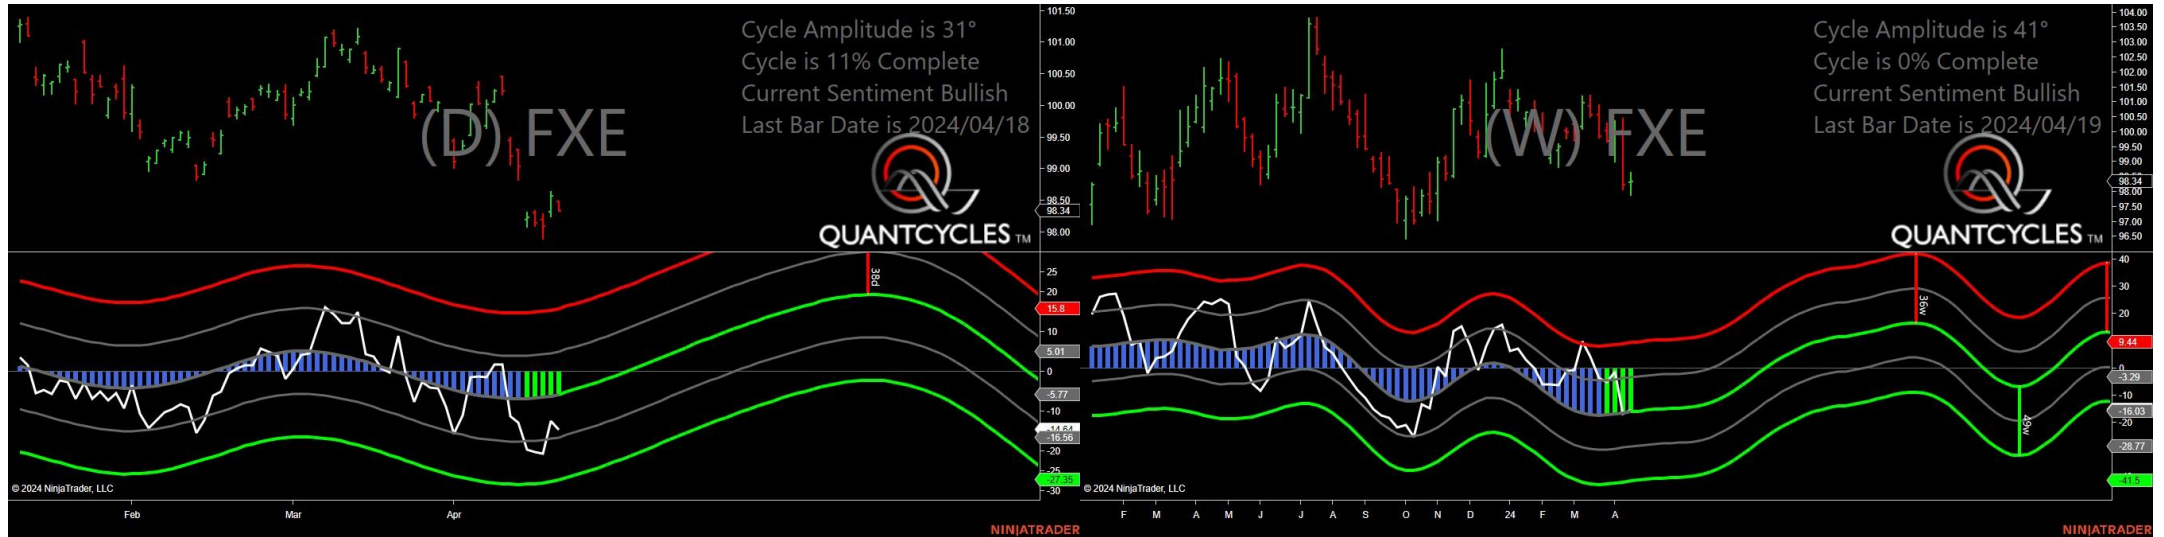 Cycle Amplitude is 31°
Cycle is 11% Complete
Current Sentiment Bullish
Last Bar Date is 2024/04/18
(D) FXE
QUANTCYCLES TM
101.50
101.00
100.50
100.00
99.50
99.00
98.50
98.34
98.00
38d
25
20
15.8
10
5.01
0
-5.77
-10
-14.64
-16.56
-20
-25
-27.35
-30
© 2024 NinjaTrader, LLC
Feb Mar Apr
NINJATRADER
Cycle Amplitude is 41°
Cycle is 0% Complete
Current Sentiment Bullish
Last Bar Date is 2024/04/19
(W) FXE
QUANTCYCLES TM
104.00
103.50
103.00
102.50
102.00
101.50
101.00
100.50
100.00
99.50
99.00
98.34
97.50
97.00
96.50
36w
49w
40
30
20
9.44
0
-3.29
-10
-16.03
-20
-28.77
-41.5
© 2024 NinjaTrader, LLC
F M A M J J A S O N D 24 F M A
NINJATRADER